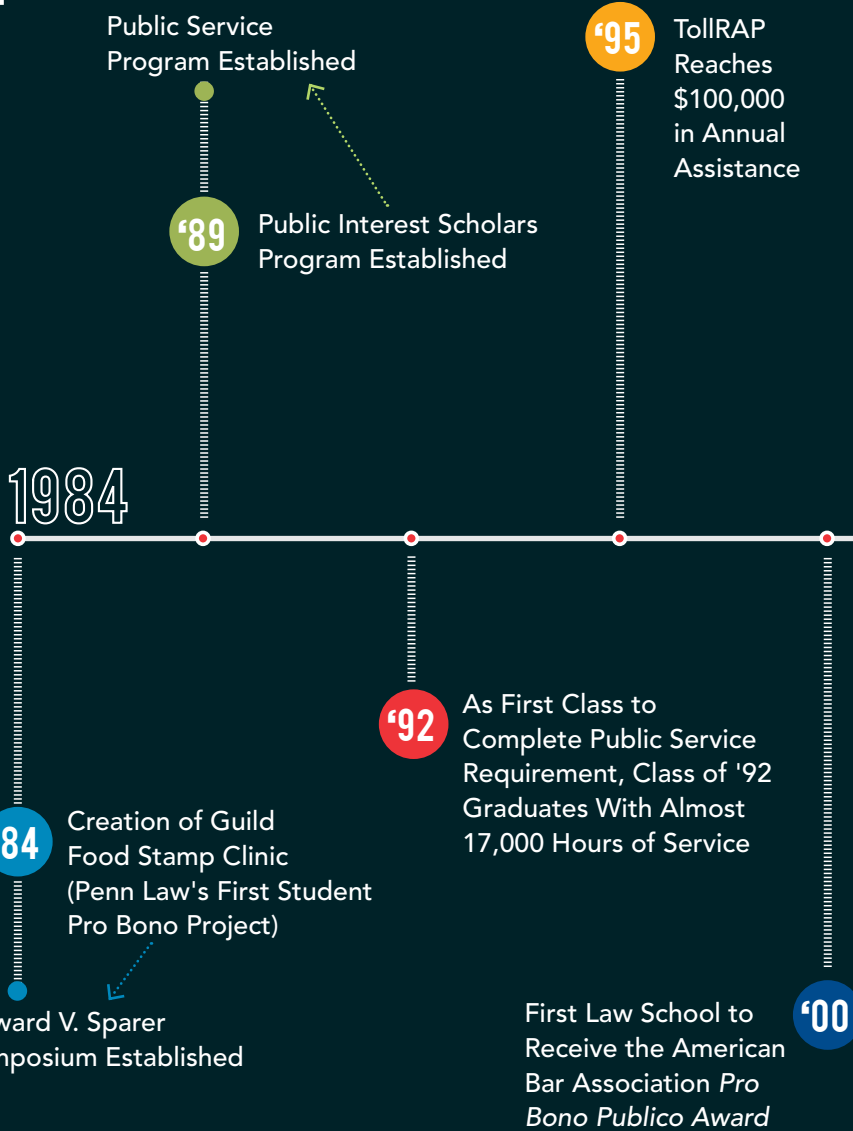 Public Service
Program Established
‘95
TollRAP
Reaches
$100,000
in Annual
Assistance
‘89
Public Interest Scholars
Program Established
1984
‘92
As First Class to
Complete Public Service
Requirement, Class of '92
Graduates With Almost
17,000 Hours of Service
84
Creation of Guild
Food Stamp Clinic
(Penn Law's First Student
Pro Bono Project)
ward V. Sparer
mposium Established
‘00
First Law School to
Receive the American
Bar Association Pro
Bono Publico Award